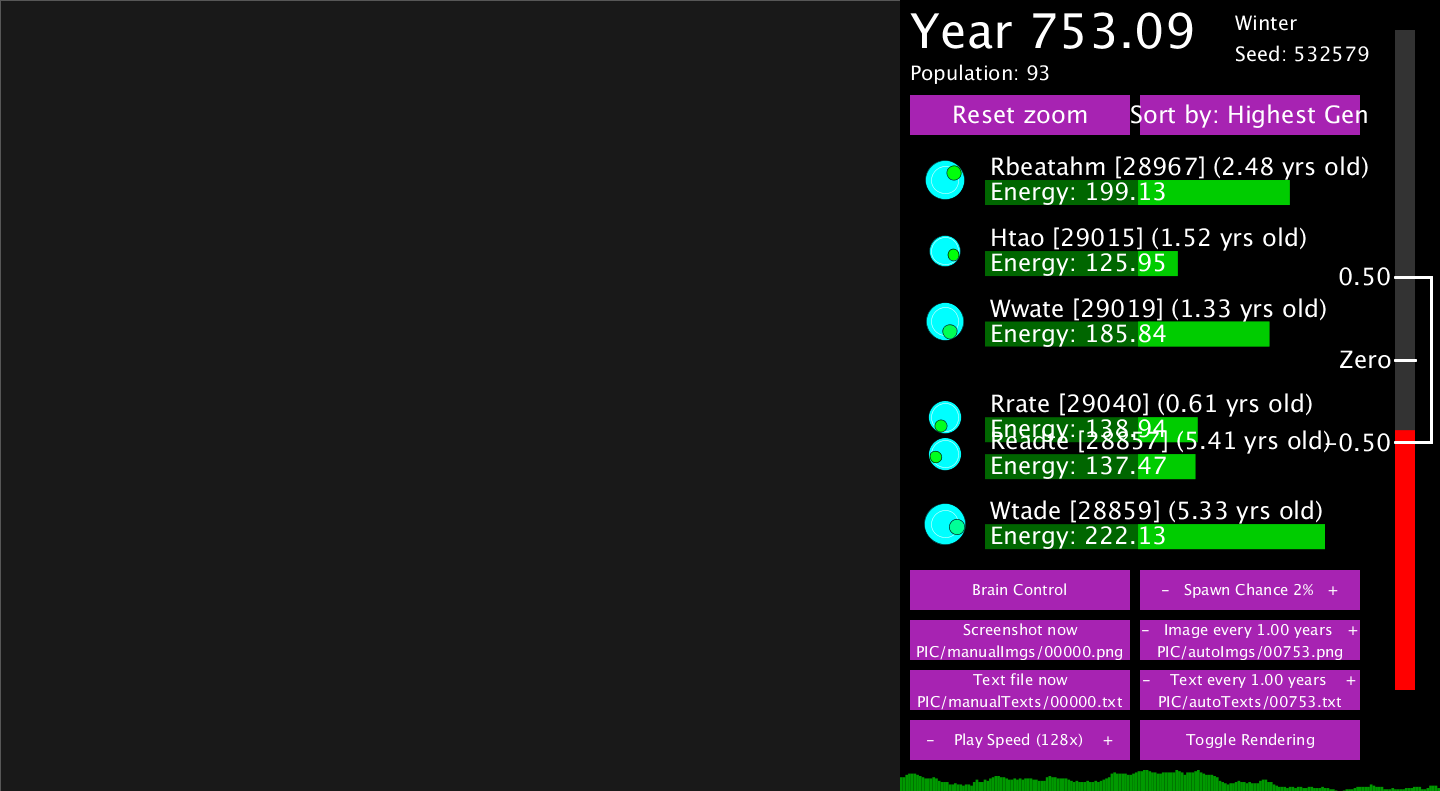 Year 753.09
Winter
Seed: 532579
Population: 93
Reset zoom
Sort by: Highest Gen
Rbeatahm [28967] (2.48 yrs old)
Energy: 199.13
Htao [29015] (1.52 yrs old)
Energy: 125.95
0.50
Wwate [29019] (1.33 yrs old)
Energy: 185.84
Zero
Rrate [29040] (0.61 yrs old)
Energy: 138.94
Readte [28857] (5.41 yrs old)
-0.50
Energy: 137.47
Wtade [28859] (5.33 yrs old)
Energy: 222.13
Brain Control
- Spawn Chance 2% +
Screenshot now
PIC/manualImgs/00000.png
- Image every 1.00 years +
PIC/autoImgs/00753.png
Text file now
PIC/manualTexts/00000.txt
- Text every 1.00 years +
PIC/autoTexts/00753.txt
- Play Speed (128x) +
Toggle Rendering